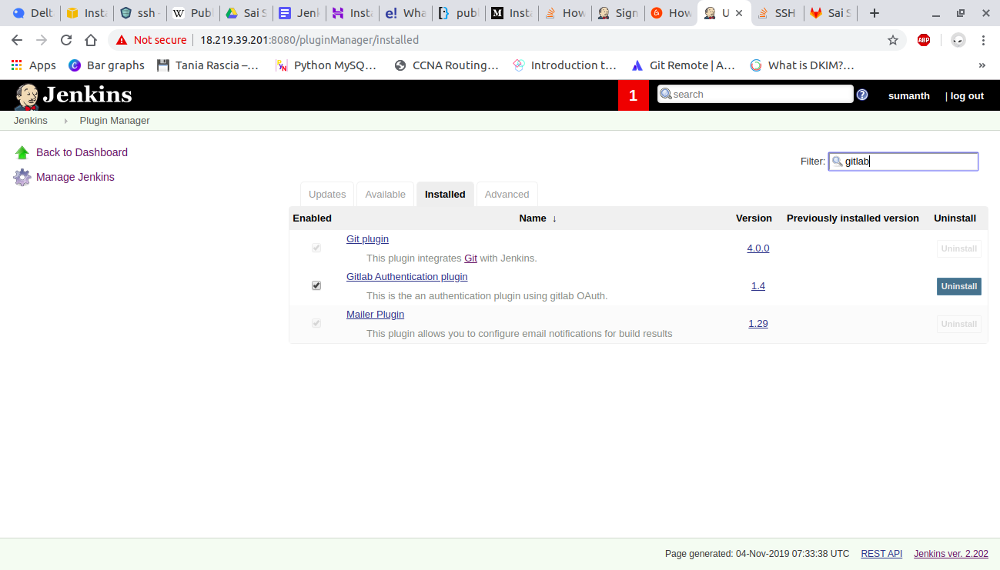 Delt Insta ssh Publ Sai S Jenk Insta Wha publ Insta How Sign How U SSH Sai S
Not secure 18.219.39.201:8080/pluginManager/installed ABP
Apps Bar graphs Tania Rascia –... Python MySQ... CCNA Routing... Introduction t... Git Remote | A... What is DKIM?... »
Jenkins 1 search ? sumanth | log out
Jenkins Plugin Manager
Back to Dashboard
Manage Jenkins
Filter: gitlab
Updates Available Installed Advanced
Enabled Name ↓ Version Previously installed version Uninstall
Git plugin
This plugin integrates Git with Jenkins.
4.0.0 Uninstall
Gitlab Authentication plugin
This is the an authentication plugin using gitlab OAuth.
1.4 Uninstall
Mailer Plugin
This plugin allows you to configure email notifications for build results
1.29 Uninstall
Page generated: 04-Nov-2019 07:33:38 UTC REST API Jenkins ver. 2.202